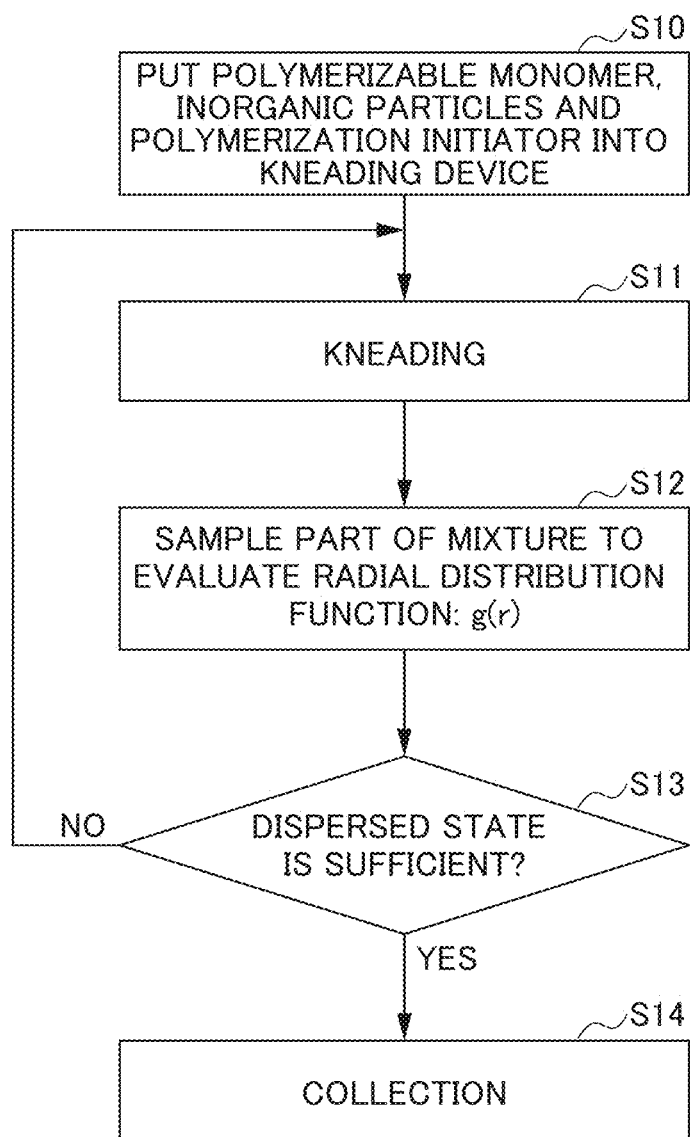 S10
PUT POLYMERIZABLE MONOMER,
INORGANIC PARTICLES AND
POLYMERIZATION INITIATOR INTO
KNEADING DEVICE
S11
KNEADING
S12
SAMPLE PART OF MIXTURE TO
EVALUATE RADIAL DISTRIBUTION
FUNCTION: g(r)
S13
NO
DISPERSED STATE
IS SUFFICIENT?
YES
S14
COLLECTION